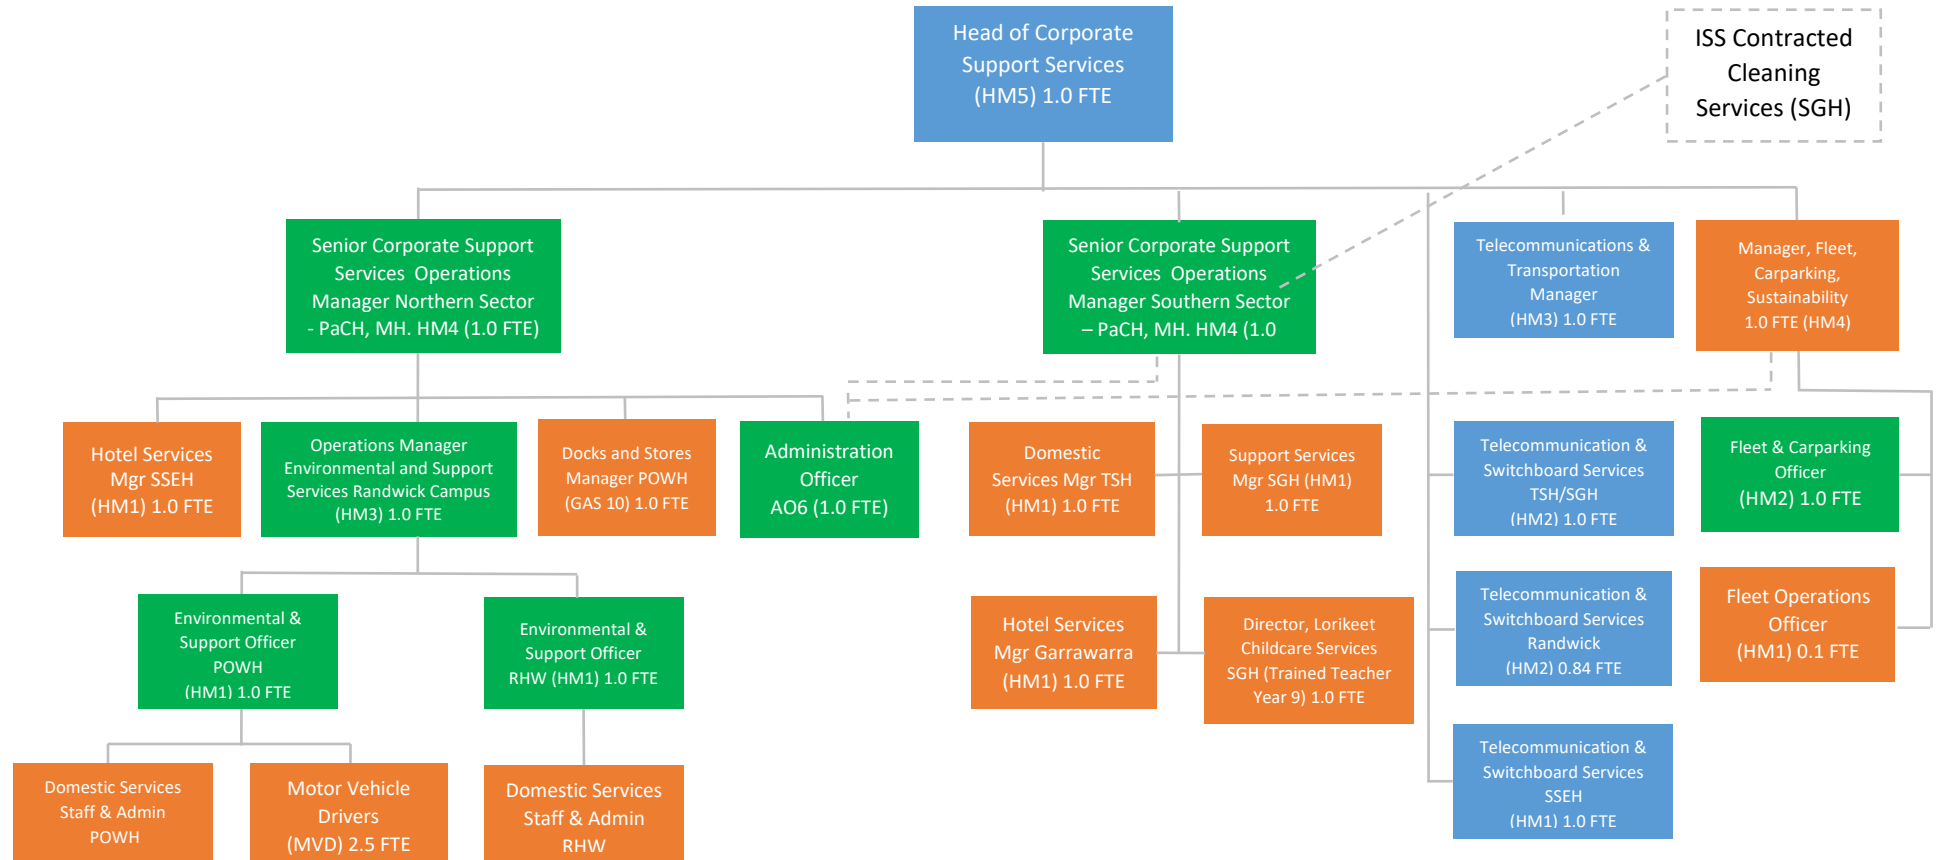 Head of Corporate
Support Services
(HM5) 1.0 FTE
ISS Contracted
Cleaning
Services (SGH)
Senior Corporate Support
Services Operations
Manager Northern Sector
- PaCH, MH. HM4 (1.0 FTE)
Senior Corporate Support
Services Operations
Manager Southern Sector
– PaCH, MH. HM4 (1.0
Telecommunications &
Transportation
Manager
(HM3) 1.0 FTE
Manager, Fleet,
Carparking,
Sustainability
1.0 FTE (HM4)
Hotel Services
Mgr SSEH
(HM1) 1.0 FTE
Operations Manager
Environmental and Support
Services Randwick Campus
(HM3) 1.0 FTE
Docks and Stores
Manager POWH
(GAS 10) 1.0 FTE
Administration
Officer
AO6 (1.0 FTE)
Domestic
Services Mgr TSH
(HM1) 1.0 FTE
Support Services
Mgr SGH (HM1)
1.0 FTE
Telecommunication &
Switchboard Services
TSH/SGH
(HM2) 1.0 FTE
Fleet & Carparking
Officer
(HM2) 1.0 FTE
Environmental &
Support Officer
POWH
(HM1) 1.0 FTE
Environmental &
Support Officer
RHW (HM1) 1.0 FTE
Hotel Services
Mgr Garrawarra
(HM1) 1.0 FTE
Director, Lorikeet
Childcare Services
SGH (Trained Teacher
Year 9) 1.0 FTE
Telecommunication &
Switchboard Services
Randwick
(HM2) 0.84 FTE
Fleet Operations
Officer
(HM1) 0.1 FTE
Domestic Services
Staff & Admin
POWH
Motor Vehicle
Drivers
(MVD) 2.5 FTE
Domestic Services
Staff & Admin
RHW
Telecommunication &
Switchboard Services
SSEH
(HM1) 1.0 FTE